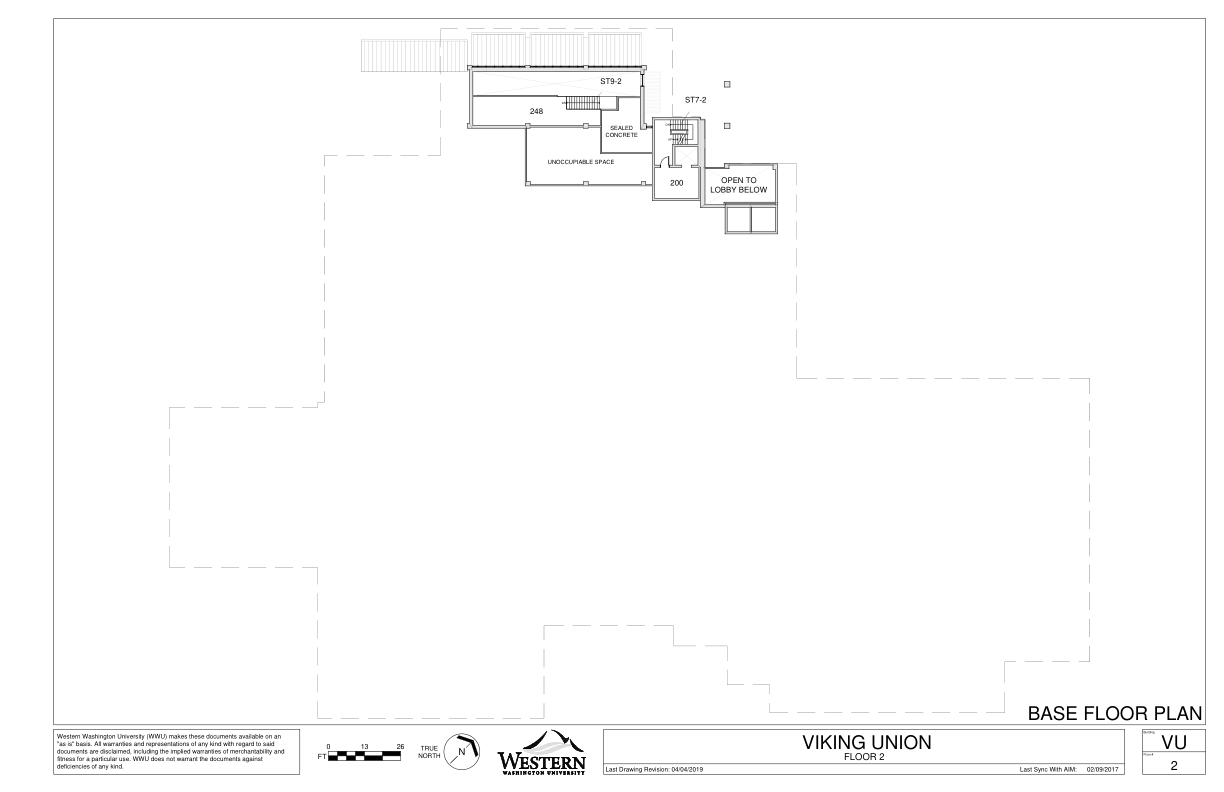 ST9-2
ST7-2
248
SEALED
CONCRETE
UNOCCUPIABLE SPACE
200
OPEN TO
LOBBY BELOW
BASE FLOOR PLAN
Western Washington University (WWU) makes these documents available on an
"as is" basis. All warranties and representations of any kind with regard to said
documents are disclaimed, including the implied warranties of merchantability and
fitness for a particular use. WWU does not warrant the documents against
deficiencies of any kind.
0 13 26
FT
TRUE
NORTH
N
WESTERN
WASHINGTON UNIVERSITY
VIKING UNION
FLOOR 2
Last Drawing Revision: 04/04/2019
Last Sync With AIM: 02/09/2017
VU
2